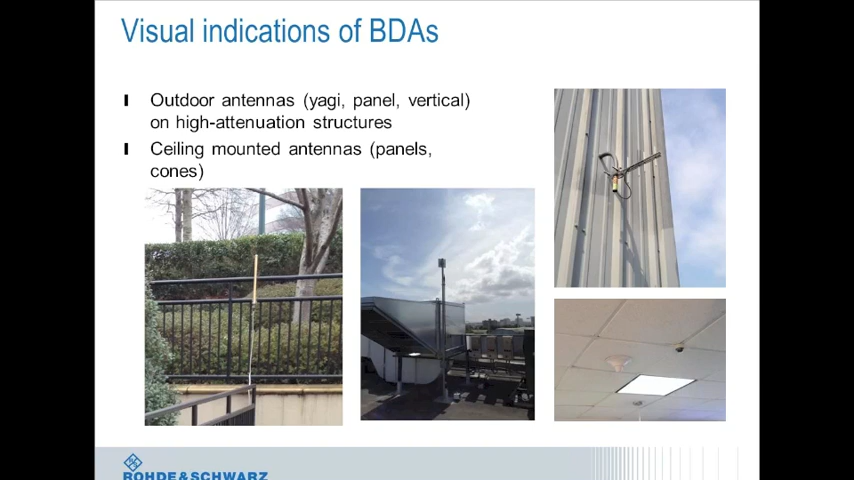 Visual indications of BDAs
Outdoor antennas (yagi, panel, vertical)
on high-attenuation structures
Ceiling mounted antennas (panels,
cones)
ROHDE&SCHWARZ